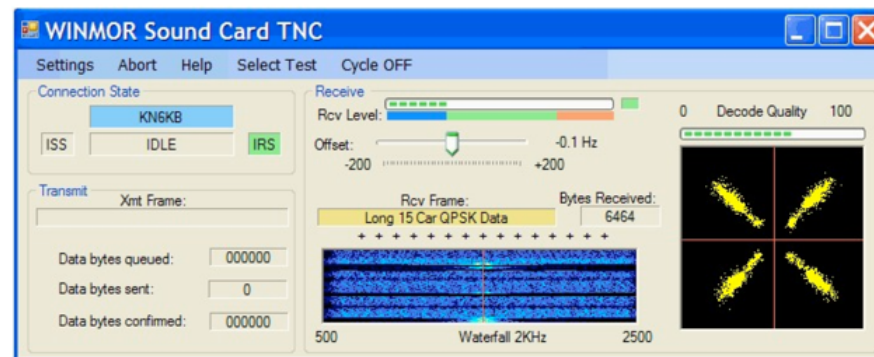 WINMOR Sound Card TNC
Settings Abort Help Select Test Cycle OFF
Connection State
KN6KB
ISS IDLE IRS
Transmit
Xmt Frame:
Data bytes queued: 000000
Data bytes sent: 0
Data bytes confirmed: 000000
Receive
Rcv Level:
Offset: -0.1 Hz
-200 +200
Rcv Frame: Bytes Received:
Long 15 Car QPSK Data 6464
+ + + + + + + + + + + + + + +
500 Waterfall 2KHz 2500
0 Decode Quality 100